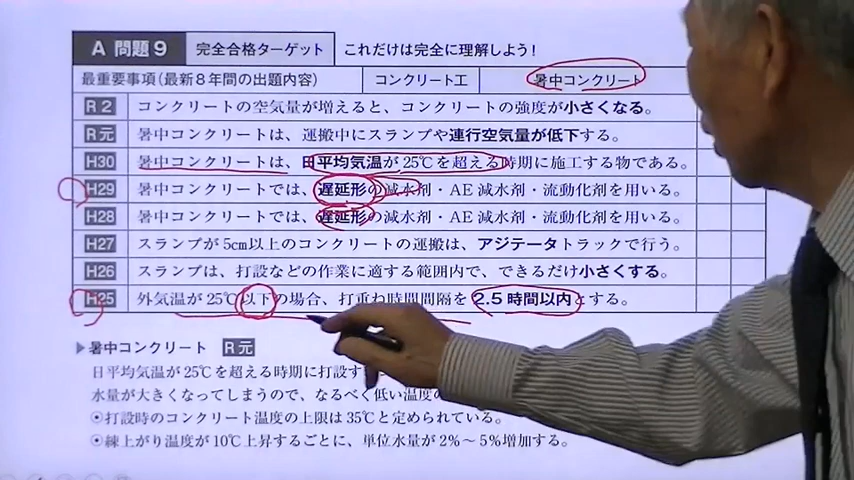 A 問題9 完全合格ターゲット これだけは完全に理解しよう!
最重要事項(最新8年間の出題内容) コンクリート工 暑中コンクリート
R2 コンクリートの空気量が増えると、コンクリートの強度が小さくなる。
R元 暑中コンクリートは、運搬中にスランプや連行空気量が低下する。
H30 暑中コンクリートは、日平均気温が25℃を超える時期に施工する物である。
H29 暑中コンクリートでは、遅延形の減水剤・AE減水剤・流動化剤を用いる。
H28 暑中コンクリートでは、遅延形の減水剤・AE減水剤・流動化剤を用いる。
H27 スランプが5cm以上のコンクリートの運搬は、アジテータトラックで行う。
H26 スランプは、打設などの作業に適する範囲内で、できるだけ小さくする。
H25 外気温が25℃以下の場合、打重ね時間間隔を2.5時間以内とする。
▶暑中コンクリート R元
日平均気温が25℃を超える時期に打設す
水量が大きくなってしまうので、なるべく低い温度の
⦿打設時のコンクリート温度の上限は35℃と定められている。
⦿練上がり温度が10℃上昇するごとに、単位水量が2%～5%増加する。